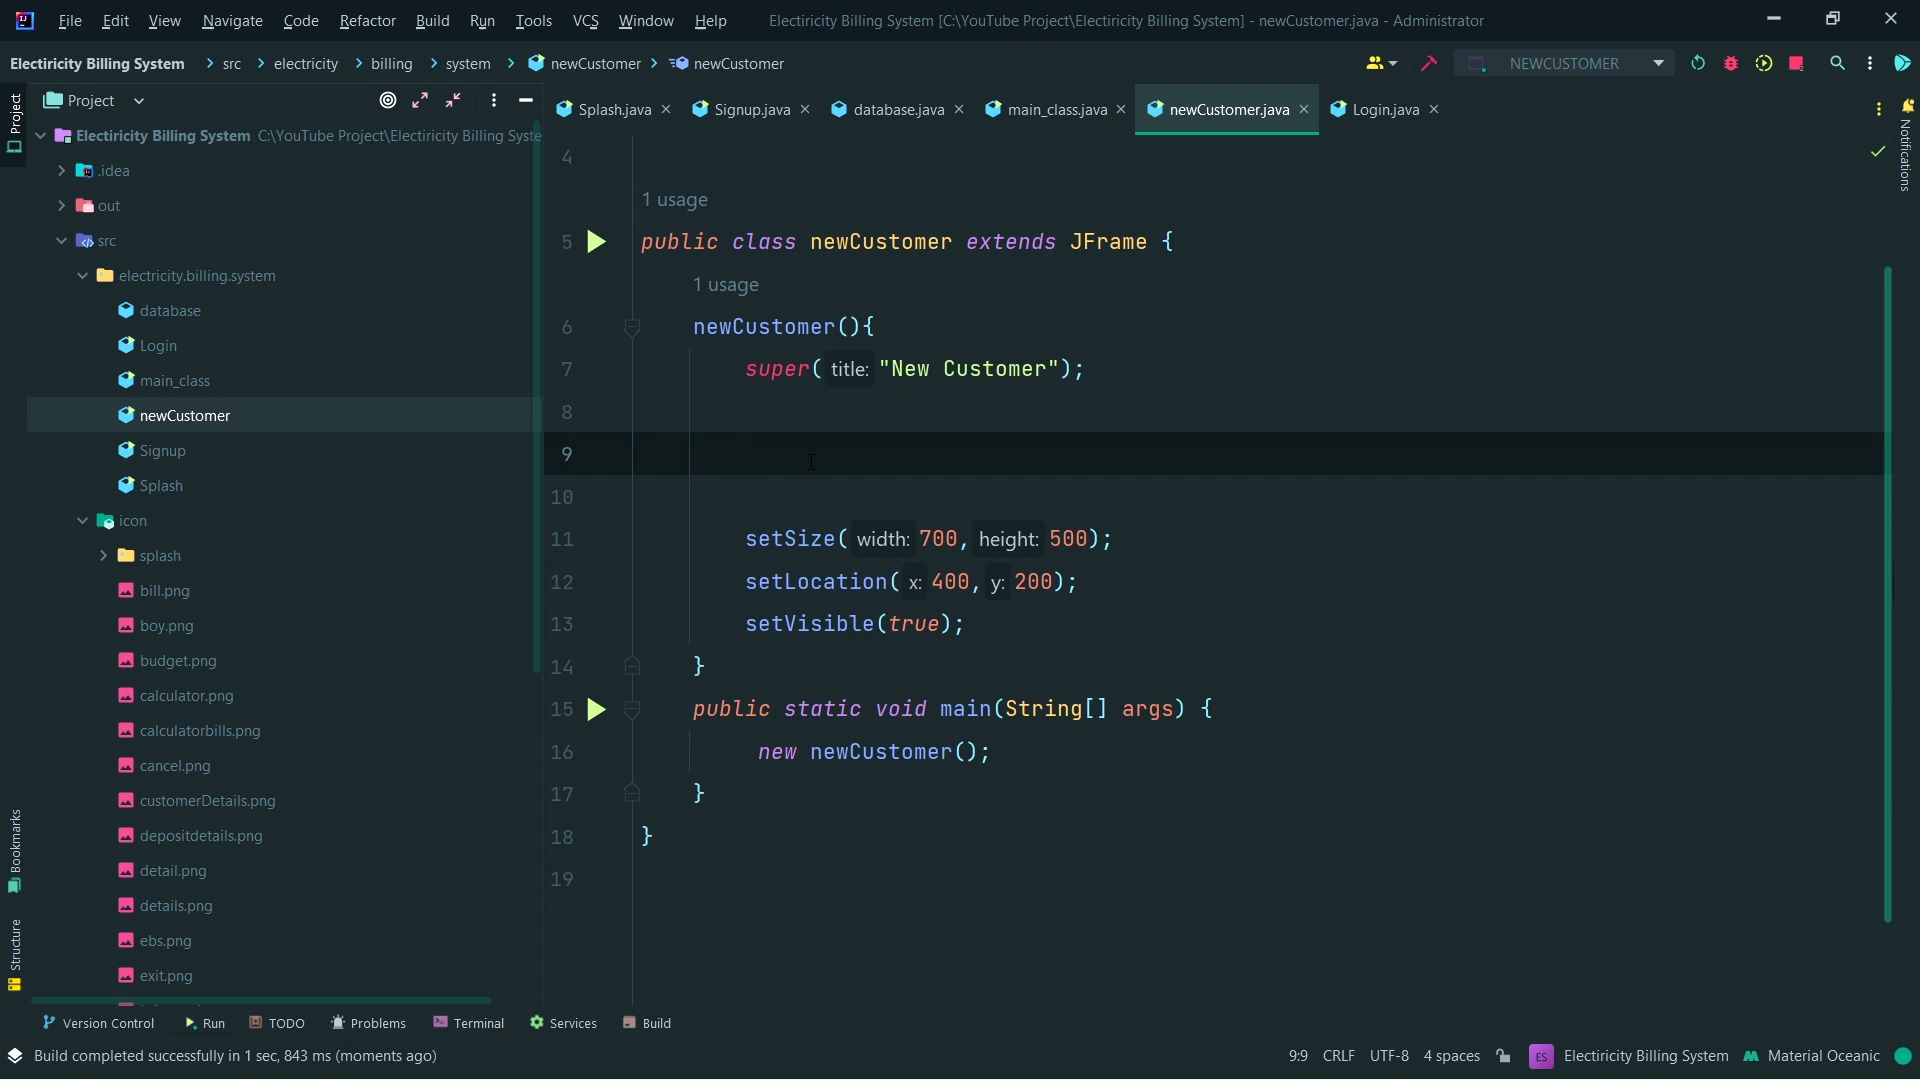 File Edit View Navigate Code Refactor Build Run Tools VCS Window Help Electiricity Billing System [C:\YouTube Project\Electiricity Billing System] - newCustomer.java - Administrator
Electiricity Billing System src electricity billing system newCustomer newCustomer NEWCUSTOMER
Project
Project
Splash.java Signup.java database.java main_class.java newCustomer.java Login.java
Notifications
Electiricity Billing System C:\YouTube Project\Electiricity Billing Syste
.idea
out
src
electricity.billing.system
database
Login
main_class
newCustomer
Signup
Splash
icon
splash
bill.png
boy.png
budget.png
calculator.png
calculatorbills.png
cancel.png
customerDetails.png
depositdetails.png
detail.png
details.png
ebs.png
exit.png
4
1 usage
5 public class newCustomer extends JFrame {
1 usage
6 newCustomer(){
7 super( title: "New Customer");
8
9
10
11 setSize( width: 700, height: 500);
12 setLocation( x: 400, y: 200);
13 setVisible(true);
14 }
15 public static void main(String[] args) {
16 new newCustomer();
17 }
18 }
19
Bookmarks
Structure
Version Control Run TODO Problems Terminal Services Build
Build completed successfully in 1 sec, 843 ms (moments ago) 9:9 CRLF UTF-8 4 spaces ES Electiricity Billing System Material Oceanic